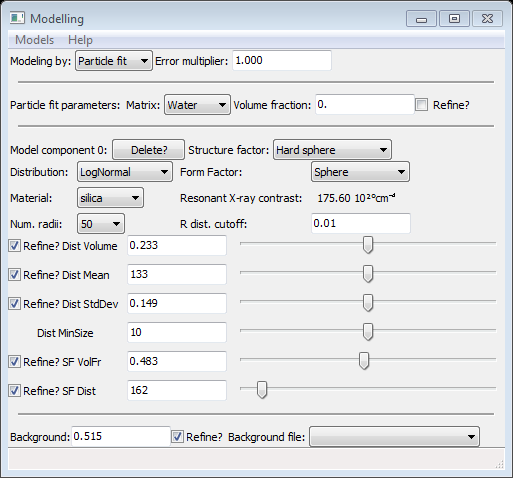 Modelling
Models Help
Modeling by: Particle fit Error multiplier: 1.000
Particle fit parameters: Matrix: Water Volume fraction: 0. Refine?
Model component 0: Delete? Structure factor: Hard sphere
Distribution: LogNormal Form Factor: Sphere
Material: silica Resonant X-ray contrast: 175.60 10²⁰cm⁻⁴
Num. radii: 50 R dist. cutoff: 0.01
Refine? Dist Volume 0.233
Refine? Dist Mean 133
Refine? Dist StdDev 0.149
Dist MinSize 10
Refine? SF VolFr 0.483
Refine? SF Dist 162
Background: 0.515 Refine? Background file: